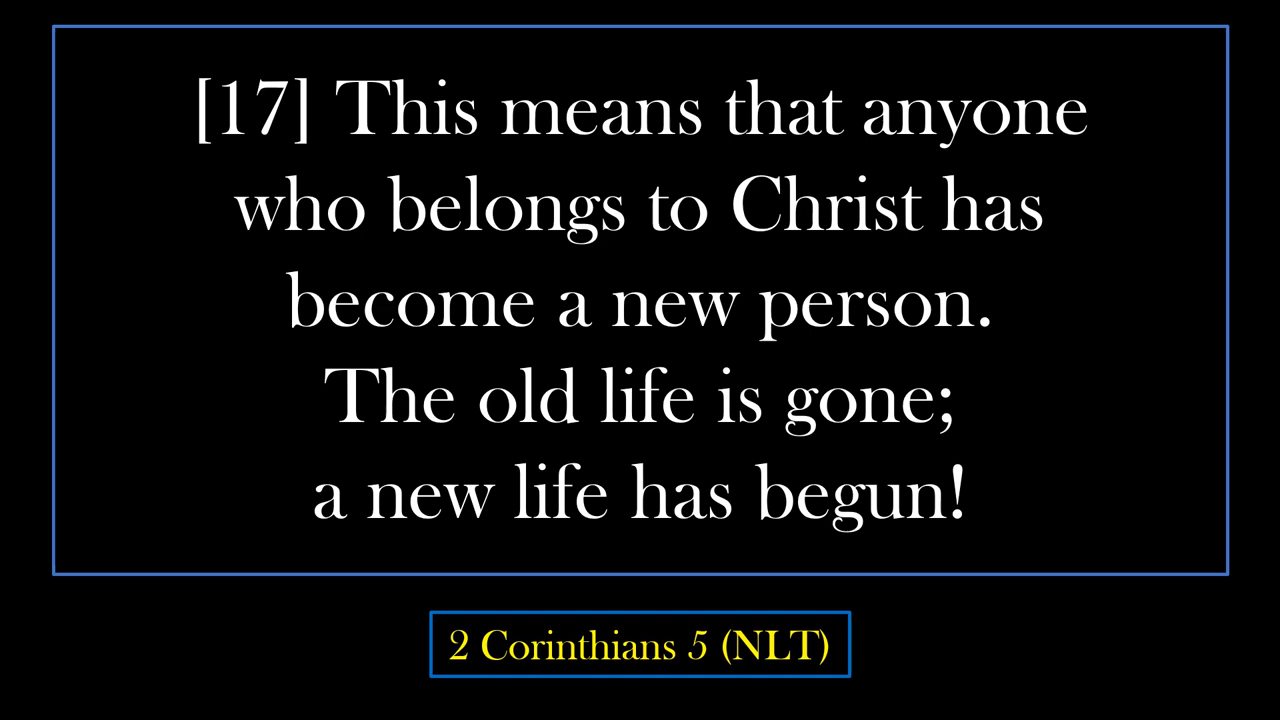 [17] This means that anyone
who belongs to Christ has
become a new person.
The old life is gone;
a new life has begun!
2 Corinthians 5 (NLT)